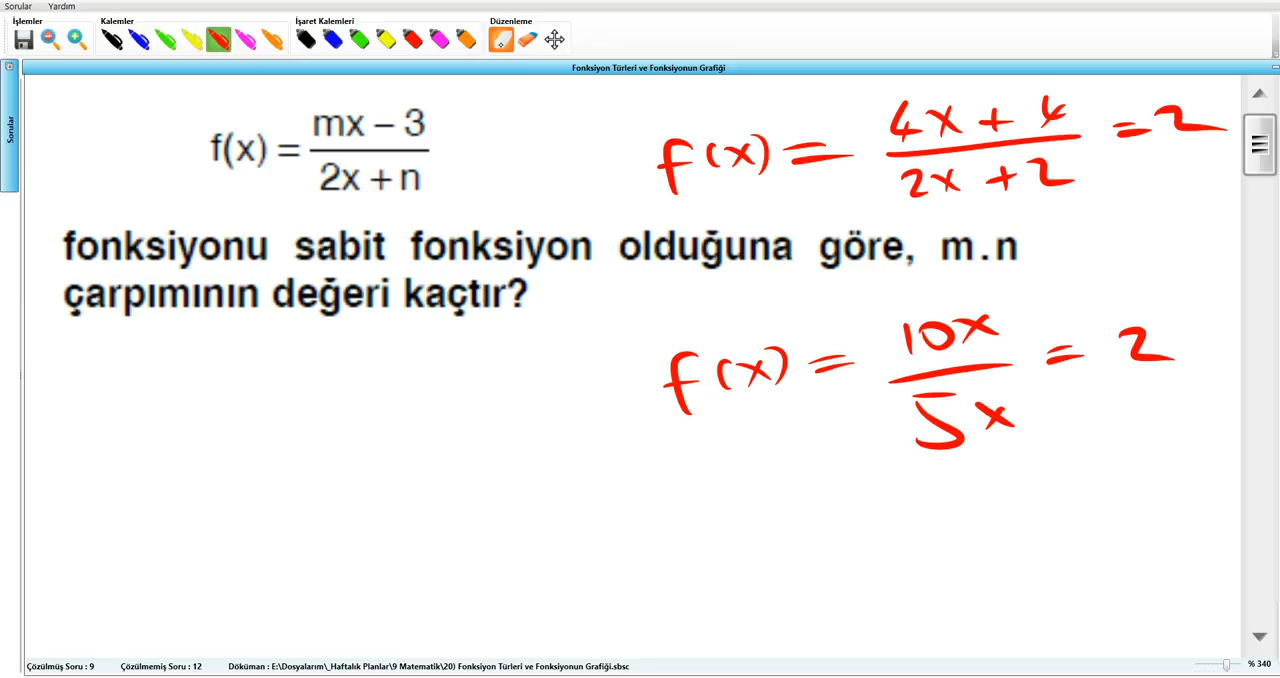 Sorular Yardım
İşlemler Kalemler İşaret Kalemleri Düzenleme
Fonksiyon Türleri ve Fonksiyonun Grafiği
Sorular
f(x) = (mx – 3)/(2x + n)
f(x) = (4x + 4)/(2x + 2) = 2
fonksiyonu sabit fonksiyon olduğuna göre, m.n
çarpımının değeri kaçtır?
f(x) = 10x/5x = 2
Çözülmüş Soru : 9 Çözülmemiş Soru : 12 Döküman : E:\Dosyalarım\_Haftalık Planlar\9 Matematik\20) Fonksiyon Türleri ve Fonksiyonun Grafiği.sbsc % 340